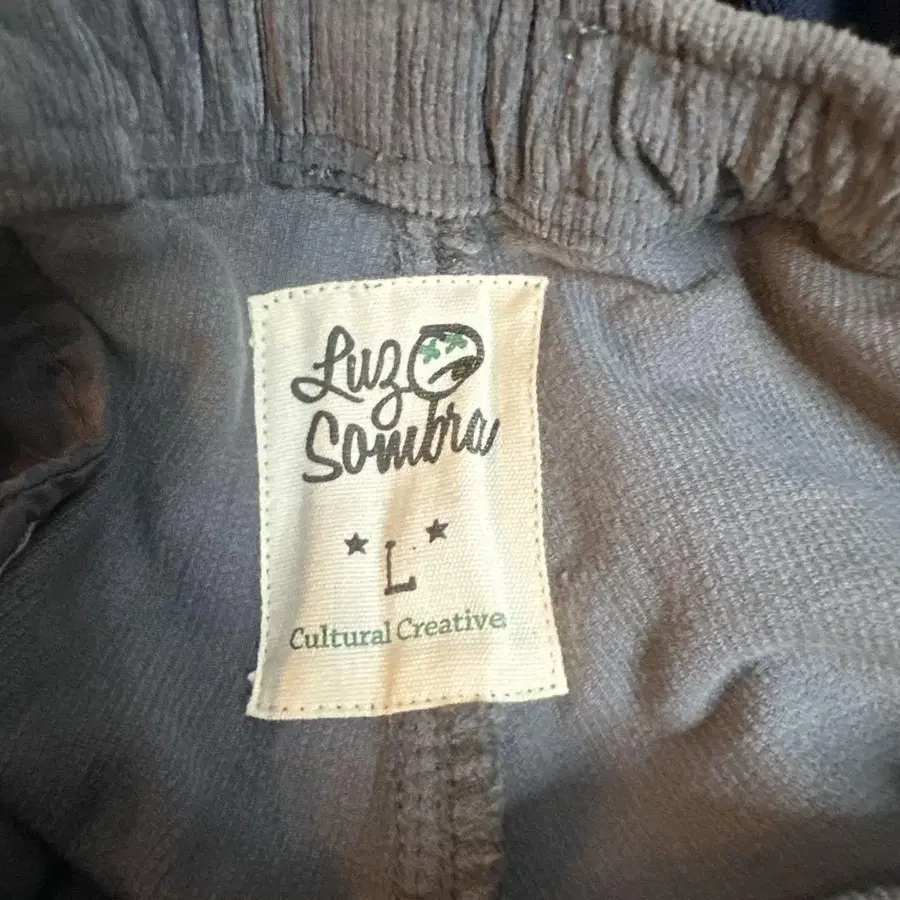 Luz
Sombra
★ L ★
Cultural Creative.